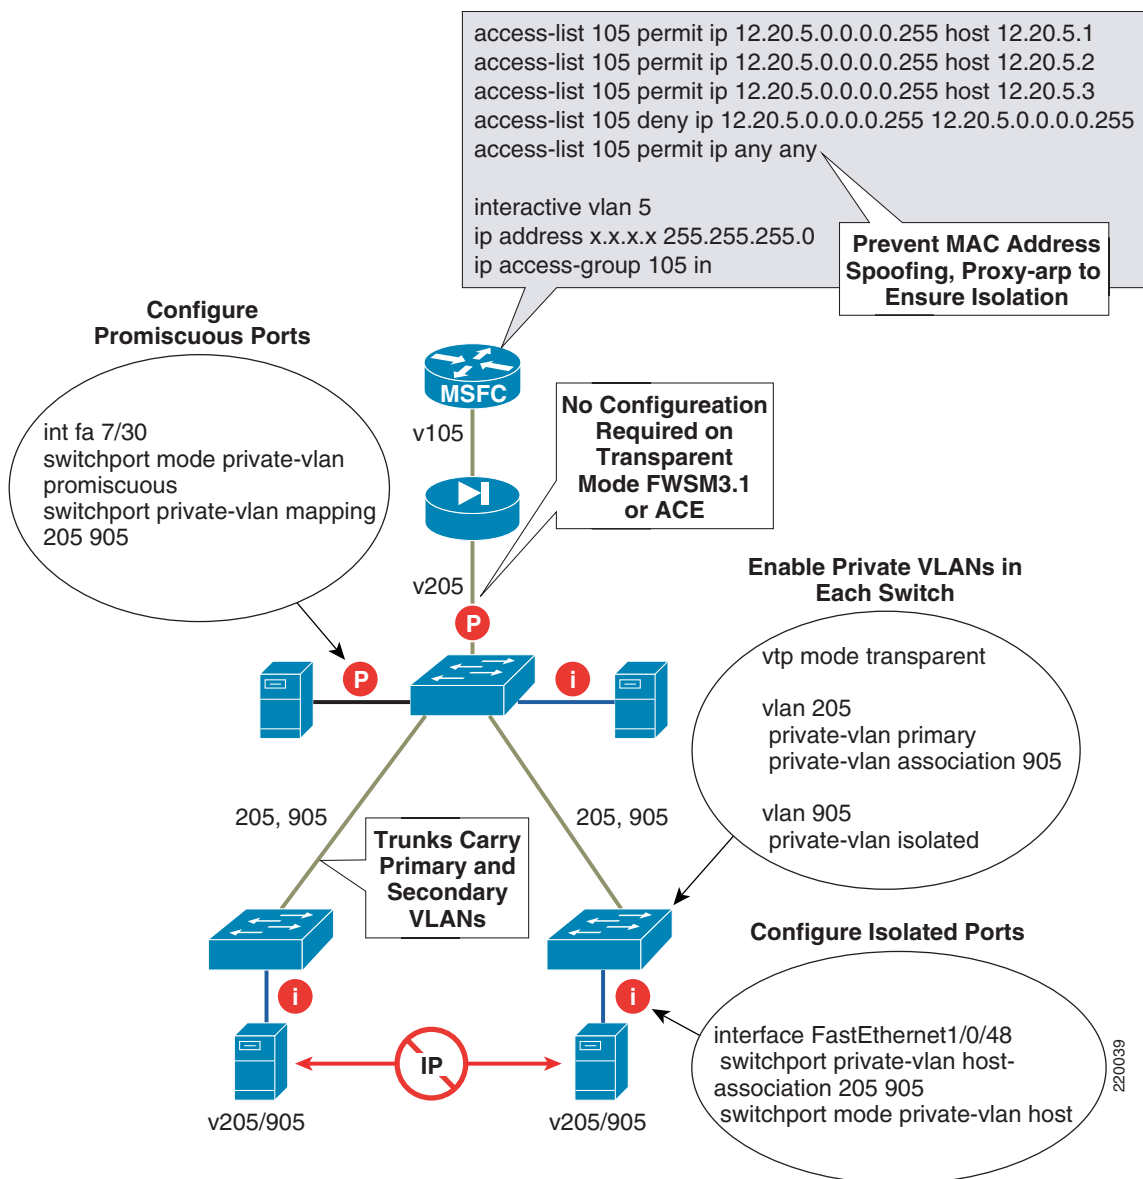 access-list 105 permit ip 12.20.5.0.0.0.0.255 host 12.20.5.1
access-list 105 permit ip 12.20.5.0.0.0.0.255 host 12.20.5.2
access-list 105 permit ip 12.20.5.0.0.0.0.255 host 12.20.5.3
access-list 105 deny ip 12.20.5.0.0.0.0.255 12.20.5.0.0.0.0.255
access-list 105 permit ip any any
interactive vlan 5
ip address x.x.x.x 255.255.255.0
ip access-group 105 in
Prevent MAC Address
Spoofing, Proxy-arp to
Ensure Isolation
Configure
Promiscuous Ports
int fa 7/30
switchport mode private-vlan
promiscuous
switchport private-vlan mapping
205 905
MSFC
v105
No Configureation
Required on
Transparent
Mode FWSM3.1
or ACE
v205
P
P
i
Enable Private VLANs in
Each Switch
vtp mode transparent
vlan 205
private-vlan primary
private-vlan association 905
vlan 905
private-vlan isolated
205, 905
205, 905
Trunks Carry
Primary and
Secondary
VLANs
Configure Isolated Ports
i
i
interface FastEthernet1/0/48
switchport private-vlan host-
association 205 905
switchport mode private-vlan host
IP
v205/905
v205/905
220039